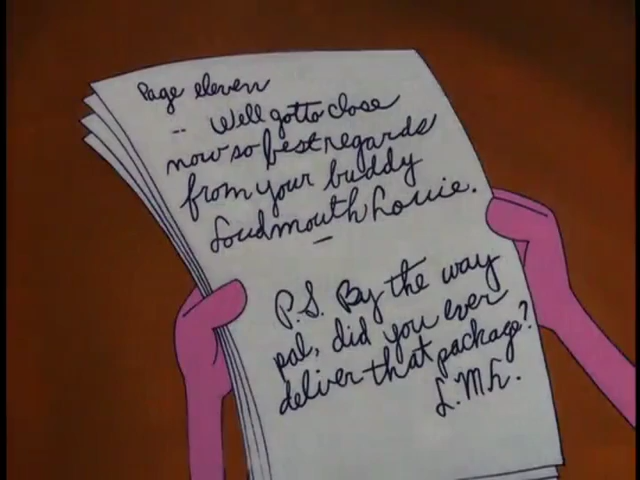 Page eleven
-- Well gotto close
now so best regards
from your buddy
Loudmouth Louie.
P.S. By the way
pal, did you ever
deliver that package?
L.M.L.